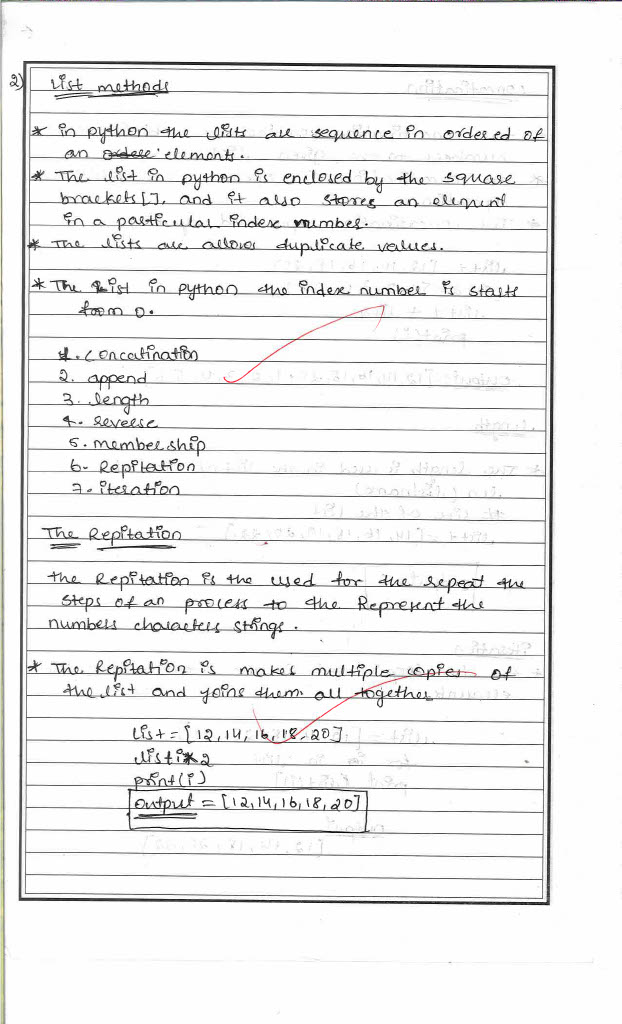 2) List methods
* in python the lists are sequence in ordered of
an elements.
* The list in python is enclosed by the square
brackets [], and it also stores an element
in a particular index number.
* The lists are allows duplicate values.
* The List in python the index number is starts
from 0.
1. Concatination
2. append
3. length
4. reverse
5. membership
6. Repitation
7. iteration
The Repitation
the Repitation is the used for the repeat the
steps of an process to the Represent the
numbers characters strings.
* The Repitation is makes multiple copies of
the list and joins them all together
List = [12, 14, 16, 18, 20]
print(i)
output = [12, 14, 16, 18, 20]